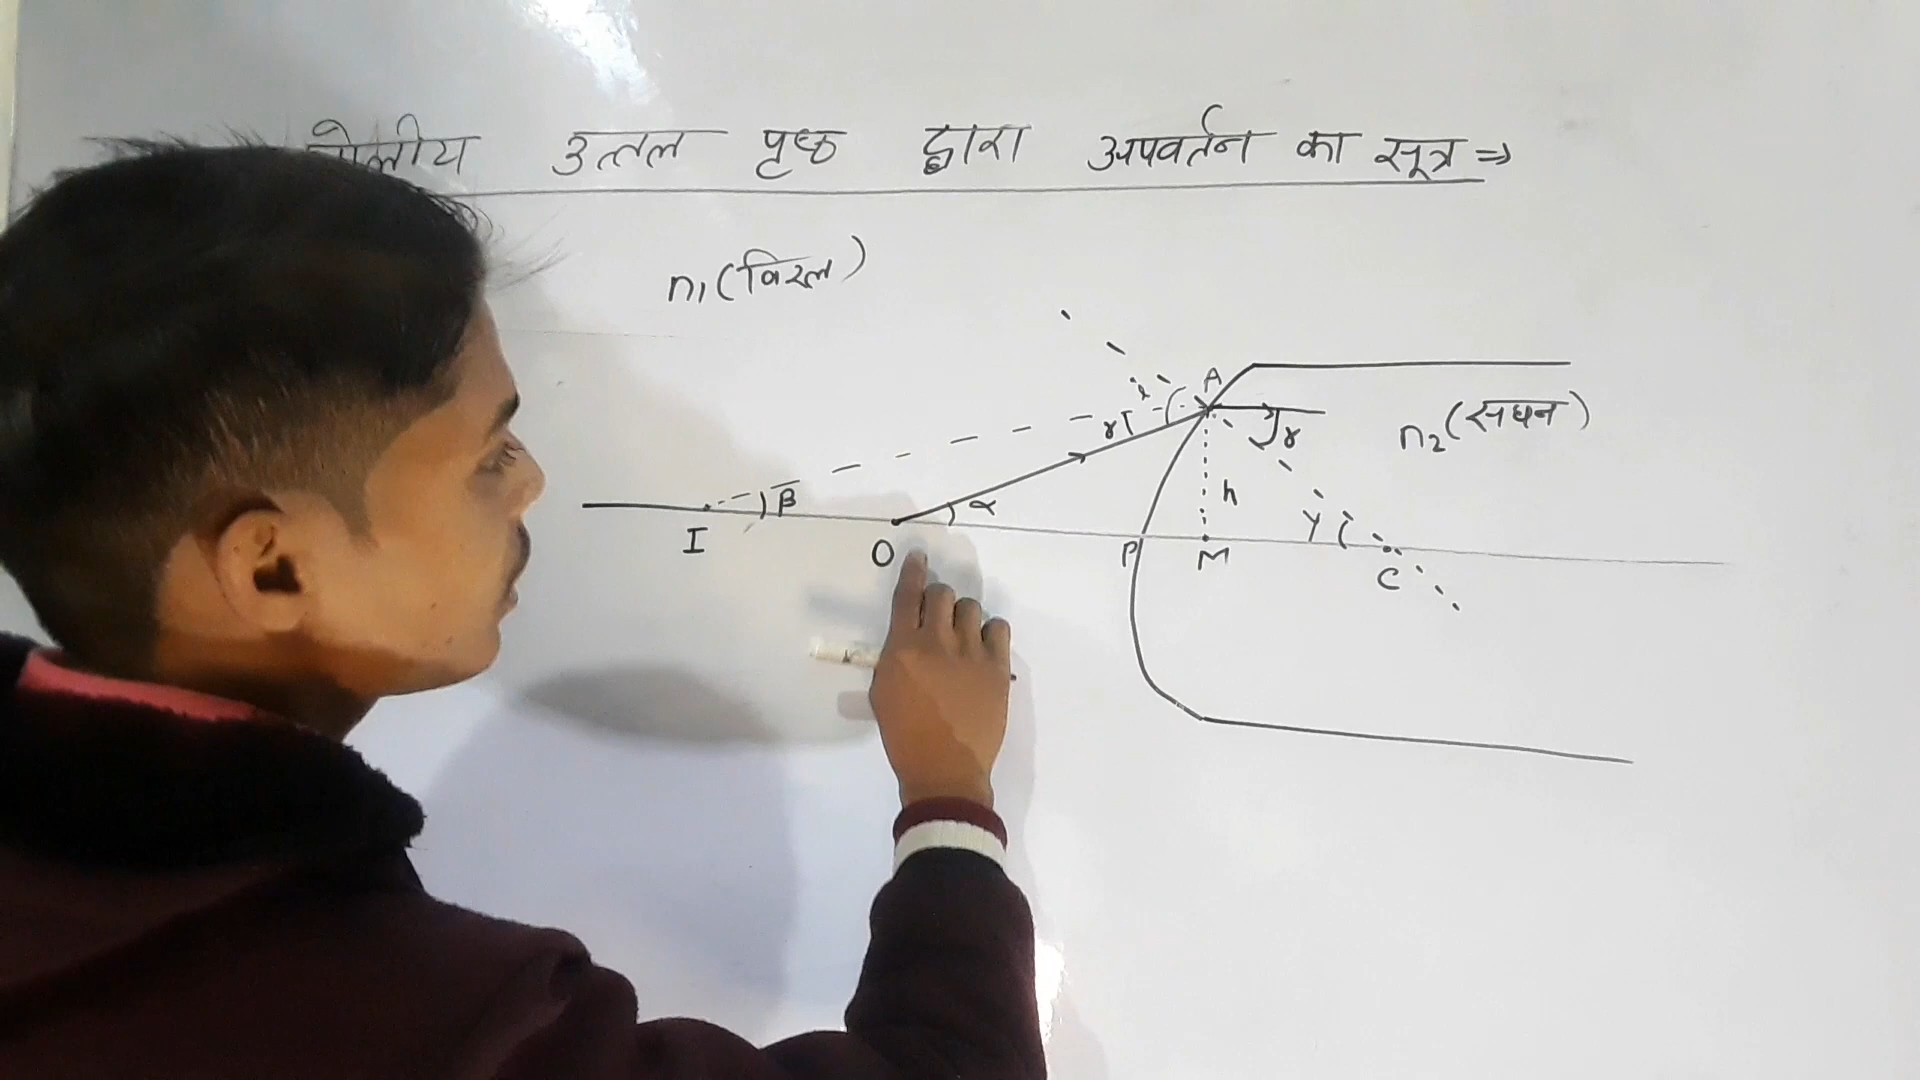 गोलीय उत्तल पृष्ठ द्वारा अपवर्तन का सूत्र ⇒
n₁ (विरल)
A
i
r
r
n₂ (सघन)
β
α
h
γ
I
O
P
M
C